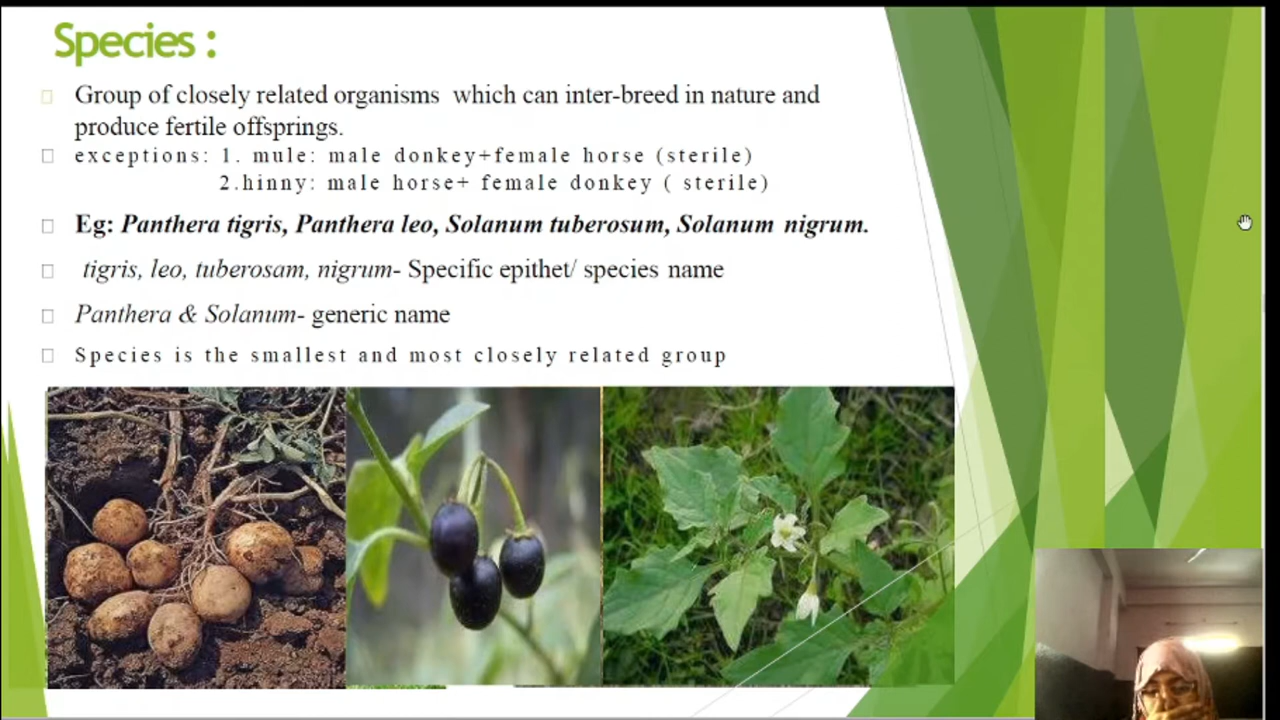 Species :
Group of closely related organisms which can inter-breed in nature and
produce fertile offsprings.
exceptions: 1. mule: male donkey+female horse (sterile)
2.hinny: male horse+ female donkey ( sterile)
Eg: Panthera tigris, Panthera leo, Solanum tuberosum, Solanum nigrum.
tigris, leo, tuberosam, nigrum- Specific epithet/ species name
Panthera & Solanum- generic name
Species is the smallest and most closely related group